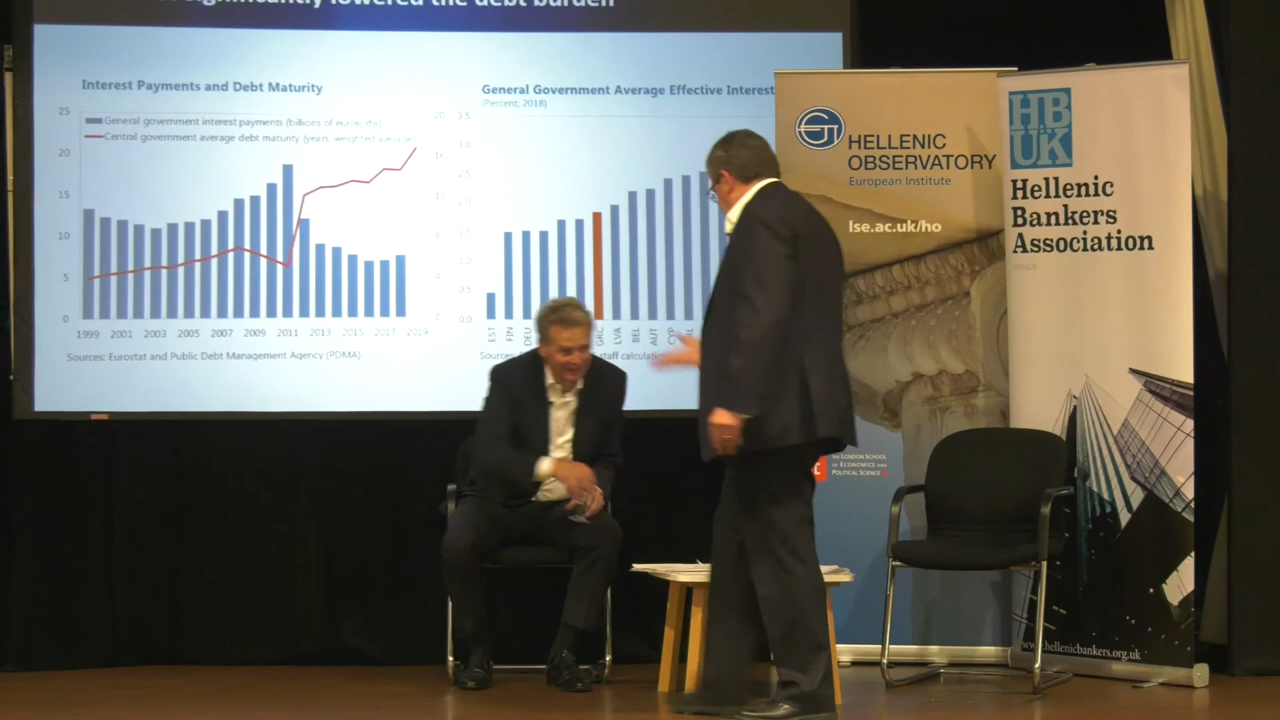 significantly lowered the debt burden
Interest Payments and Debt Maturity
General government interest payments (billions of
Central government average debt maturity (years, weighted average)
25
20
15
10
5
0
20
1999 2001 2003 2005 2007 2009 2011 2013 2015 2017 2019
Sources: Eurostat and Public Debt Management Agency (PDMA).
General Government Average Effective Interest
(Percent; 2018)
3.5
3.0
2.5
2.0
1.5
1.0
0.5
0.0
EST FIN DEU GRC LVA BEL AUT CYP
Sources: staff
HELLENIC
OBSERVATORY
European Institute
lse.ac.uk/ho
THE LONDON SCHOOL
OF ECONOMICS AND
POLITICAL SCIENCE
HB
UK
Hellenic
Bankers
Association
www.hellenicbankers.org.uk